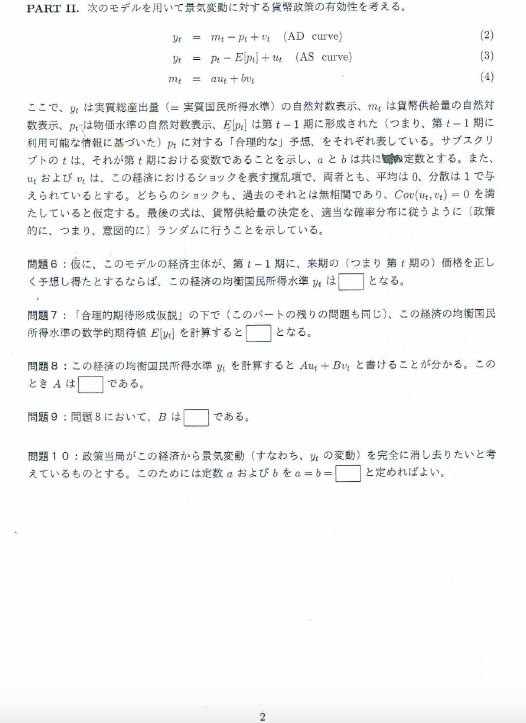 PART II. 次のモデルを用いて景気変動に対する貨幣政策の有効性を考える。
y_t = m_t − p_t + v_t (AD curve) (2)
y_t = p_t − E[p_t] + u_t (AS curve) (3)
m_t = au_t + bv_t (4)
ここで、y_t は実質総産出量（= 実質国民所得水準）の自然対数表示、m_t は貨幣供給量の自然対
数表示、p_t は物価水準の自然対数表示、E[p_t] は第 t − 1 期に形成された（つまり、第 t − 1 期に
利用可能な情報に基づいた）p_t に対する「合理的な」予想、をそれぞれ表している。サブスクリ
プトの t は、それが第 t 期における変数であることを示し、a と b は共に定数とする。また、
u_t および v_t は、この経済におけるショックを表す撹乱項で、両者とも、平均は 0、分散は 1 で与
えられているとする。どちらのショックも、過去のそれとは無相関であり、Cov(u_t, v_t) = 0 を満
たしていると仮定する。最後の式は、貨幣供給量の決定を、適当な確率分布に従うように（政策
的に、つまり、意図的に）ランダムに行うことを示している。
問題６：仮に、このモデルの経済主体が、第 t − 1 期に、来期の（つまり 第 t 期の）価格を正し
く予想し得たとするならば、この経済の均衡国民所得水準 y_t は となる。
問題７：「合理的期待形成仮説」の下で（このパートの残りの問題も同じ）、この経済の均衡国民
所得水準の数学的期待値 E[y_t] を計算すると となる。
問題８：この経済の均衡国民所得水準 y_t を計算すると Au_t + Bv_t と書けることが分かる。この
とき A は である。
問題９：問題８において、B は である。
問題１０：政策当局がこの経済から景気変動（すなわち、y_t の変動）を完全に消し去りたいと考
えているものとする。このためには定数 a および b を a = b = と定めればよい。
2